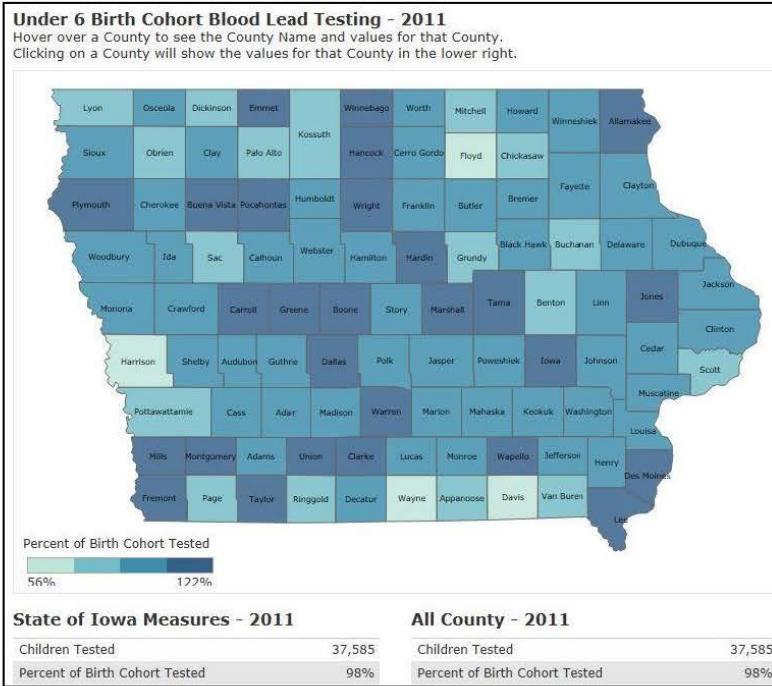 Under 6 Birth Cohort Blood Lead Testing - 2011
Hover over a County to see the County Name and values for that County.
Clicking on a County will show the values for that County in the lower right.
Lyon Osceola Dickinson Emmet Winnebago Worth Mitchell Howard Winneshiek Allamakee
Kossuth
Sioux Obrien Clay Palo Alto Hancock Cerro Gordo Floyd Chickasaw
Fayette Clayton
Plymouth Cherokee Buena Vista Pocahontas Humboldt Wright Franklin Butler Bremer
Woodbury Ida Sac Calhoun Webster Hamilton Hardin Grundy Black Hawk Buchanan Delaware Dubuque
Jackson
Monona Crawford Carroll Greene Boone Story Marshall Tama Benton Linn Jones
Clinton
Harrison Shelby Audubon Guthrie Dallas Polk Jasper Poweshiek Iowa Johnson Cedar
Scott
Muscatine
Pottawattamie Cass Adair Madison Warren Marion Mahaska Keokuk Washington
Louisa
Mills Montgomery Adams Union Clarke Lucas Monroe Wapello Jefferson Henry
Des Moines
Fremont Page Taylor Ringgold Decatur Wayne Appanoose Davis Van Buren
Lee
Percent of Birth Cohort Tested
56% 122%
State of Iowa Measures - 2011
Children Tested 37,585
Percent of Birth Cohort Tested 98%
All County - 2011
Children Tested 37,585
Percent of Birth Cohort Tested 98%